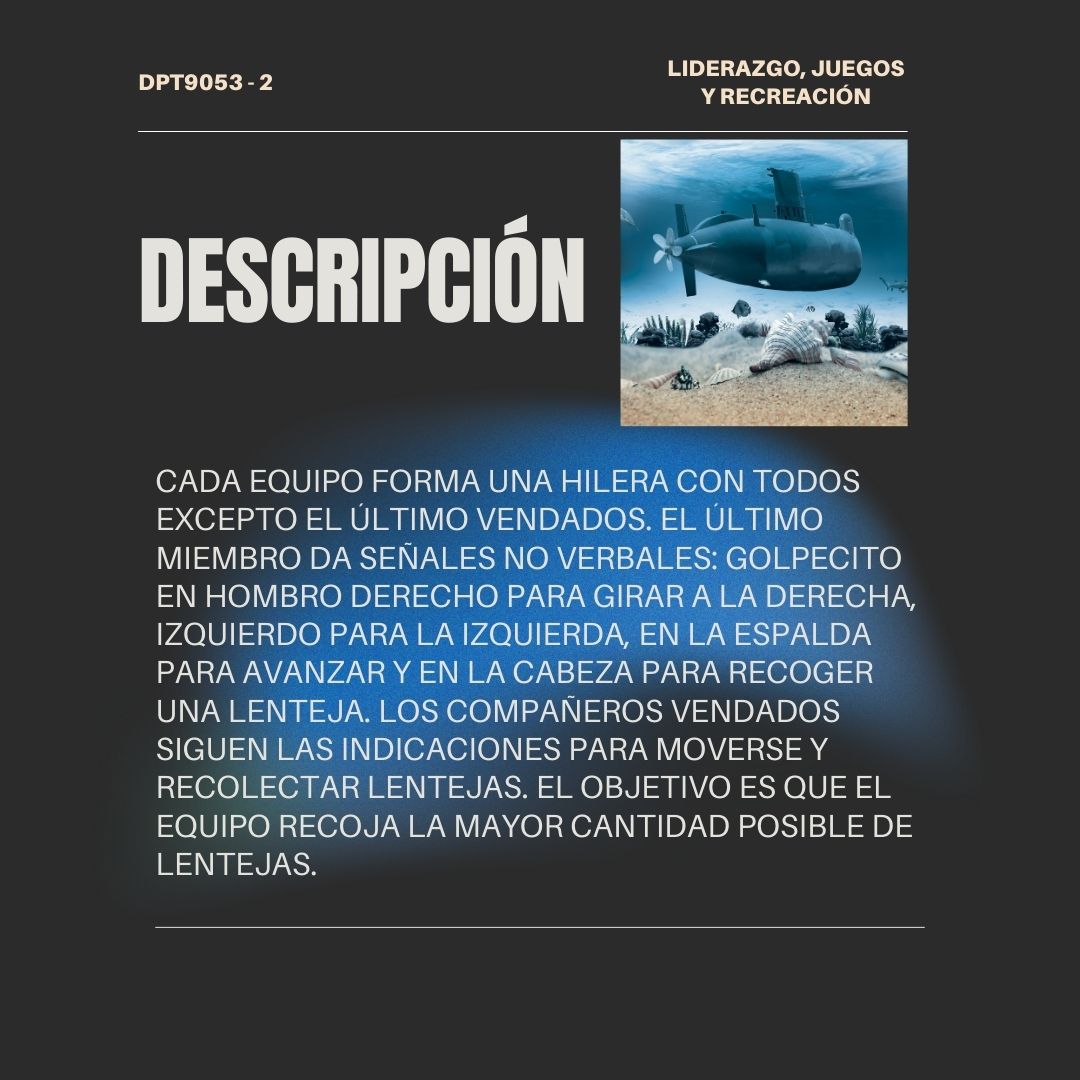 DPT9053 - 2
LIDERAZGO, JUEGOS
Y RECREACIÓN
DESCRIPCIÓN
CADA EQUIPO FORMA UNA HILERA CON TODOS
EXCEPTO EL ÚLTIMO VENDADOS. EL ÚLTIMO
MIEMBRO DA SEÑALES NO VERBALES: GOLPECITO
EN HOMBRO DERECHO PARA GIRAR A LA DERECHA,
IZQUIERDO PARA LA IZQUIERDA, EN LA ESPALDA
PARA AVANZAR Y EN LA CABEZA PARA RECOGER
UNA LENTEJA. LOS COMPAÑEROS VENDADOS
SIGUEN LAS INDICACIONES PARA MOVERSE Y
RECOLECTAR LENTEJAS. EL OBJETIVO ES QUE EL
EQUIPO RECOJA LA MAYOR CANTIDAD POSIBLE DE
LENTEJAS.